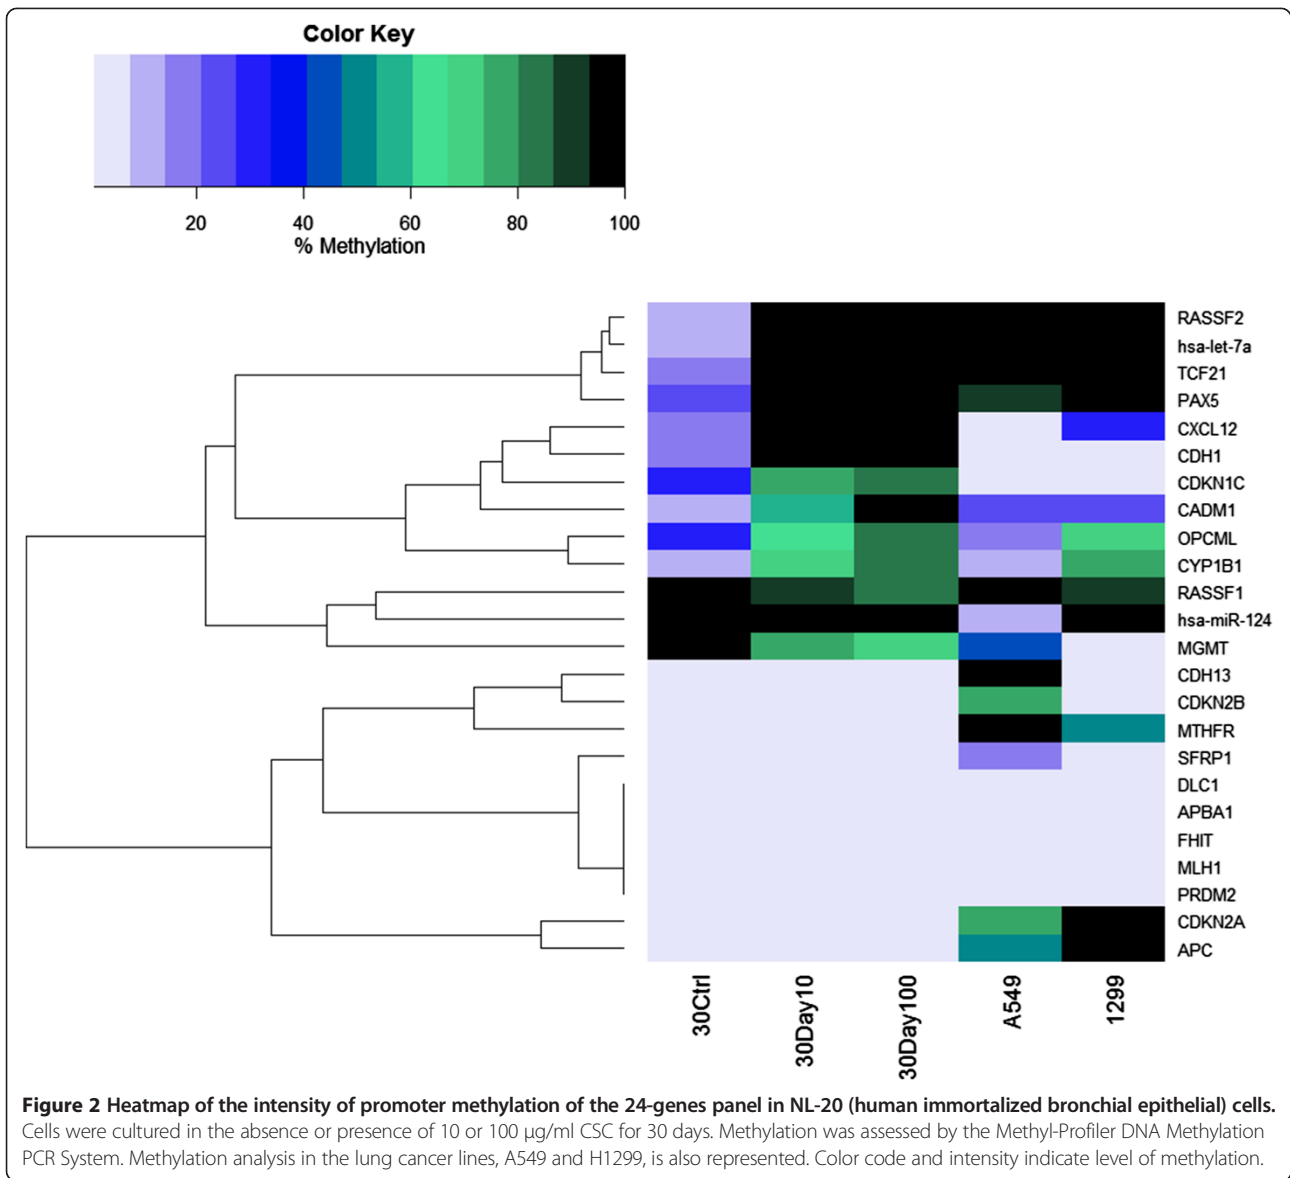 Color Key
20 40 60 80 100
% Methylation
RASSF2
hsa-let-7a
TCF21
PAX5
CXCL12
CDH1
CDKN1C
CADM1
OPCML
CYP1B1
RASSF1
hsa-miR-124
MGMT
CDH13
CDKN2B
MTHFR
SFRP1
DLC1
APBA1
FHIT
MLH1
PRDM2
CDKN2A
APC
30Ctrl 30Day10 30Day100 A549 1299
Figure 2 Heatmap of the intensity of promoter methylation of the 24-genes panel in NL-20 (human immortalized bronchial epithelial) cells.
Cells were cultured in the absence or presence of 10 or 100 μg/ml CSC for 30 days. Methylation was assessed by the Methyl-Profiler DNA Methylation
PCR System. Methylation analysis in the lung cancer lines, A549 and H1299, is also represented. Color code and intensity indicate level of methylation.